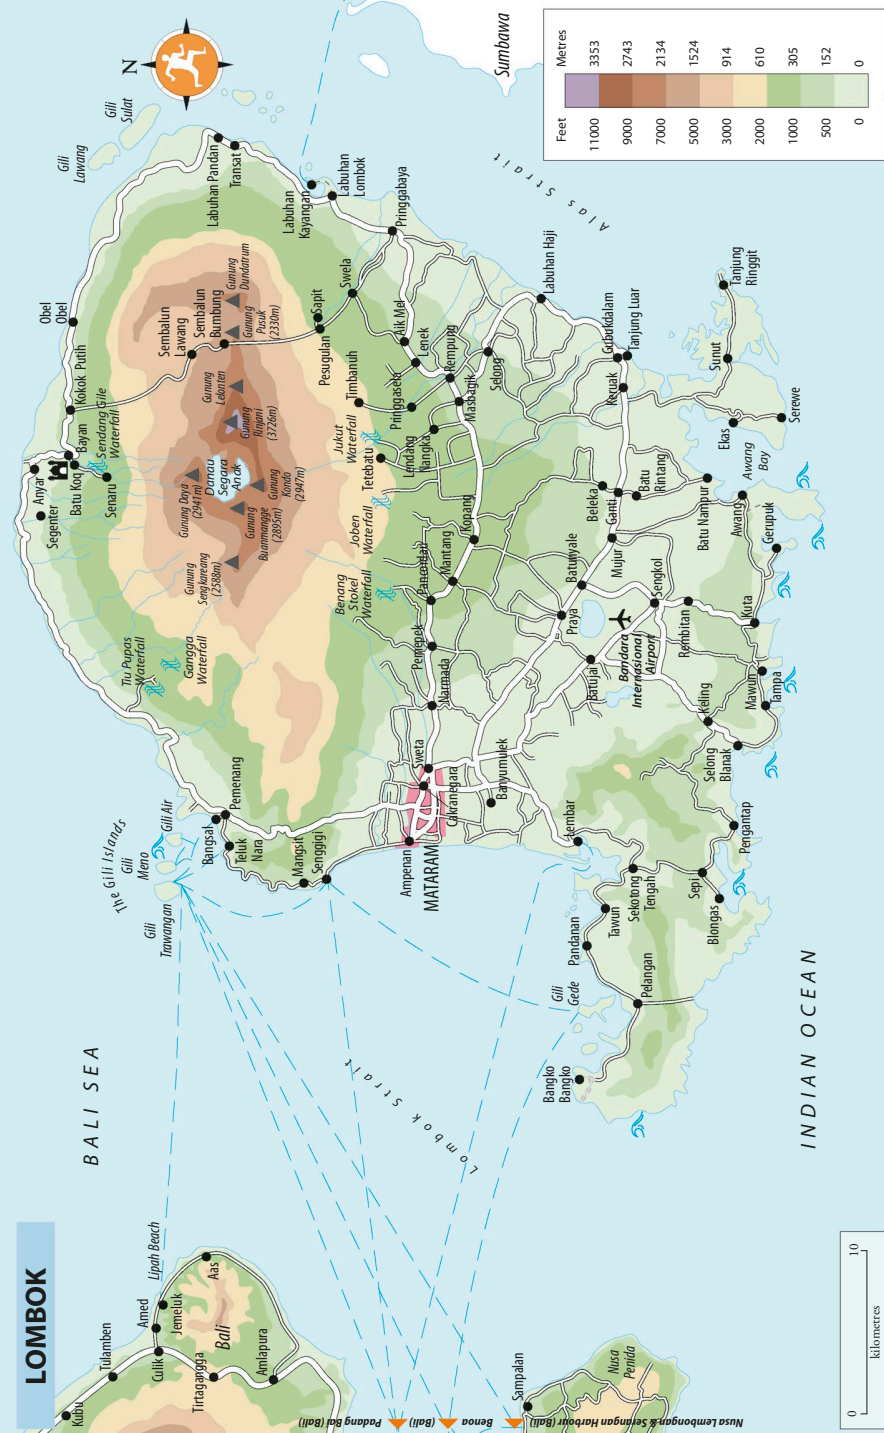 LOMBOK
N
BALI SEA
INDIAN OCEAN
Lombok Strait
Alas Strait
Sumbawa
Feet
Metres
11000
3353
9000
2743
7000
2134
5000
1524
3000
914
2000
610
1000
305
500
152
0
0
0
10
kilometres
Kubu
Tulamben
Culik
Amed
Jemeluk
Lipah Beach
Aas
Bali
Tirtagangga
Amlapura
Padang Bai (Bali)
Benoa (Bali)
Nusa Lembongan & Serangan Harbour (Bali)
Sampalan
Nusa
Penida
The Gili Islands
Gili
Trawangan
Gili
Meno
Gili Air
Bangsal
Pemenang
Teluk
Nara
Mangsit
Senggigi
Tiu Pupas
Waterfall
Gangga
Waterfall
Segenter
Anyar
Batu Koq
Bayan
Sendang Gile
Waterfall
Senaru
Kokok Putih
Obel
Obel
Gili
Lawang
Gili
Sulat
Labuhan Pandan
Transat
Labuhan
Kayangan
Labuhan
Lombok
Pringgabaya
Sembalun
Lawang
Sembalun
Bumbung
Gunung
Sengkareang
(2588m)
Gunung Daya
(2941m)
Danau
Segara
Anak
Gunung
Buanmangge
(2895m)
Gunung
Kondo
(2947m)
Gunung
Rinjani
(3726m)
Gunung
Lelonten
Gunung
Pusuk
(2330m)
Gunung
Dundatrum
Pesugulan
Sapit
Swela
Aik Mel
Lenek
Rempung
Timbanuh
Pringgaseta
Masbagik
Selong
Labuhan Haji
Jukut
Waterfall
Tetebatu
Lendang
Nangka
Joben
Waterfall
Kopang
Benang
Stokel
Waterfall
Pancordau
Mantang
Pemepek
Narmada
Sweta
Cakranegara
Ampenan
MATARAM
Banyumulek
Praya
Batunyale
Mujur
Ganti
Beleka
Batu
Rintang
Keruak
Gubukdalam
Tanjung Luar
Tanjung
Ringgit
Sunut
Ekas
Serewe
Awang
Bay
Batu Nampur
Awang
Gerupuk
Kuta
Sengkol
Rembitan
Bandara
Internasional
Airport
Batujai
Keling
Mawun
Tampa
Selong
Blanak
Pengantap
Sepi
Blongas
Lembar
Sekotong
Tengah
Tawun
Pandanan
Gili
Gede
Pelangan
Bangko
Bangko